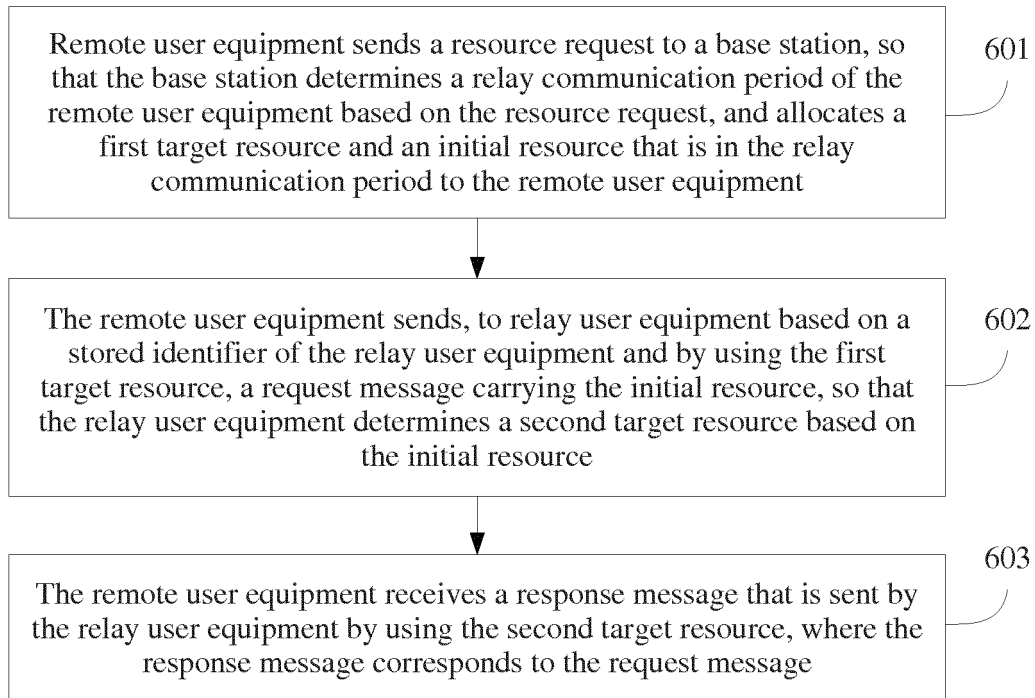 Remote user equipment sends a resource request to a base station, so
that the base station determines a relay communication period of the
remote user equipment based on the resource request, and allocates a
first target resource and an initial resource that is in the relay
communication period to the remote user equipment
601
The remote user equipment sends, to relay user equipment based on a
stored identifier of the relay user equipment and by using the first
target resource, a request message carrying the initial resource, so that
the relay user equipment determines a second target resource based on
the initial resource
602
The remote user equipment receives a response message that is sent by
the relay user equipment by using the second target resource, where the
response message corresponds to the request message
603